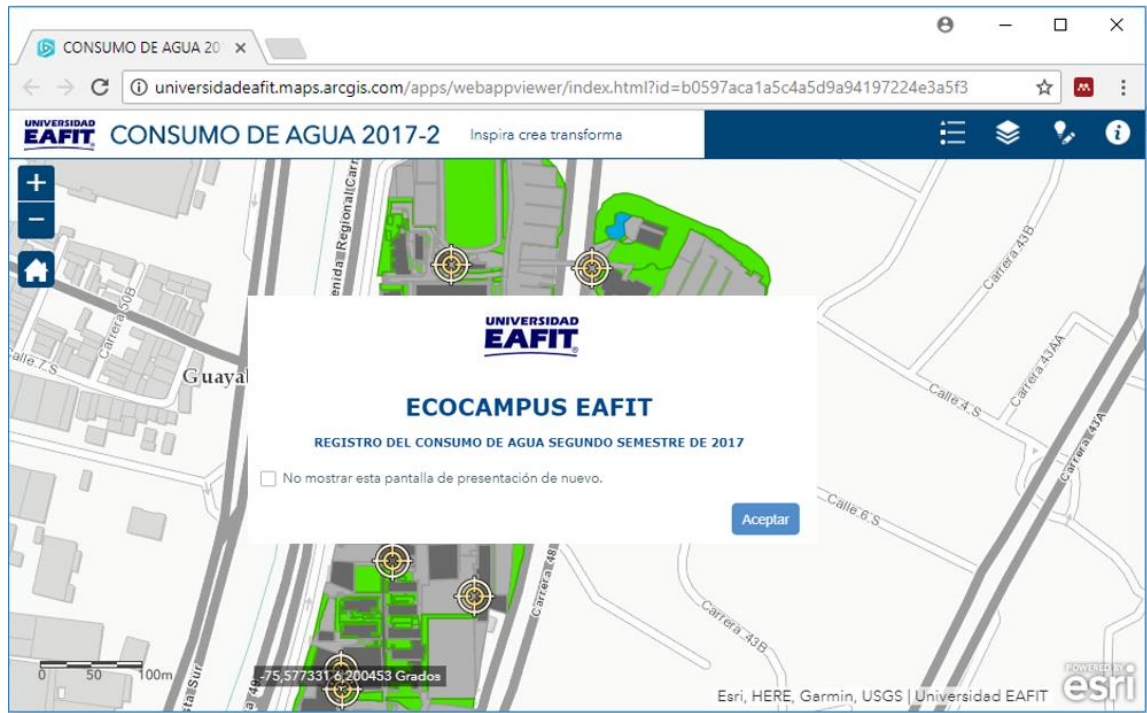 CONSUMO DE AGUA 20
universidadeafit.maps.arcgis.com/apps/webappviewer/index.html?id=b0597aca1a5c4a5d9a94197224e3a5f3
UNIVERSIDAD
EAFIT
CONSUMO DE AGUA 2017-2
Inspira crea transforma
Carrera 43B
Carrera 50B
Calle 7 S
Carrera 43AA
Calle 4 S
Carrera 43A
UNIVERSIDAD
EAFIT
ECOCAMPUS EAFIT
REGISTRO DEL CONSUMO DE AGUA SEGUNDO SEMESTRE DE 2017
No mostrar esta pantalla de presentación de nuevo.
Aceptar
Calle 6 S
Carrera 48
Carrera 43B
0 50 100m
-75,577331 6,200453 Grados
Esri, HERE, Garmin, USGS | Universidad EAFIT
POWERED BY
esri